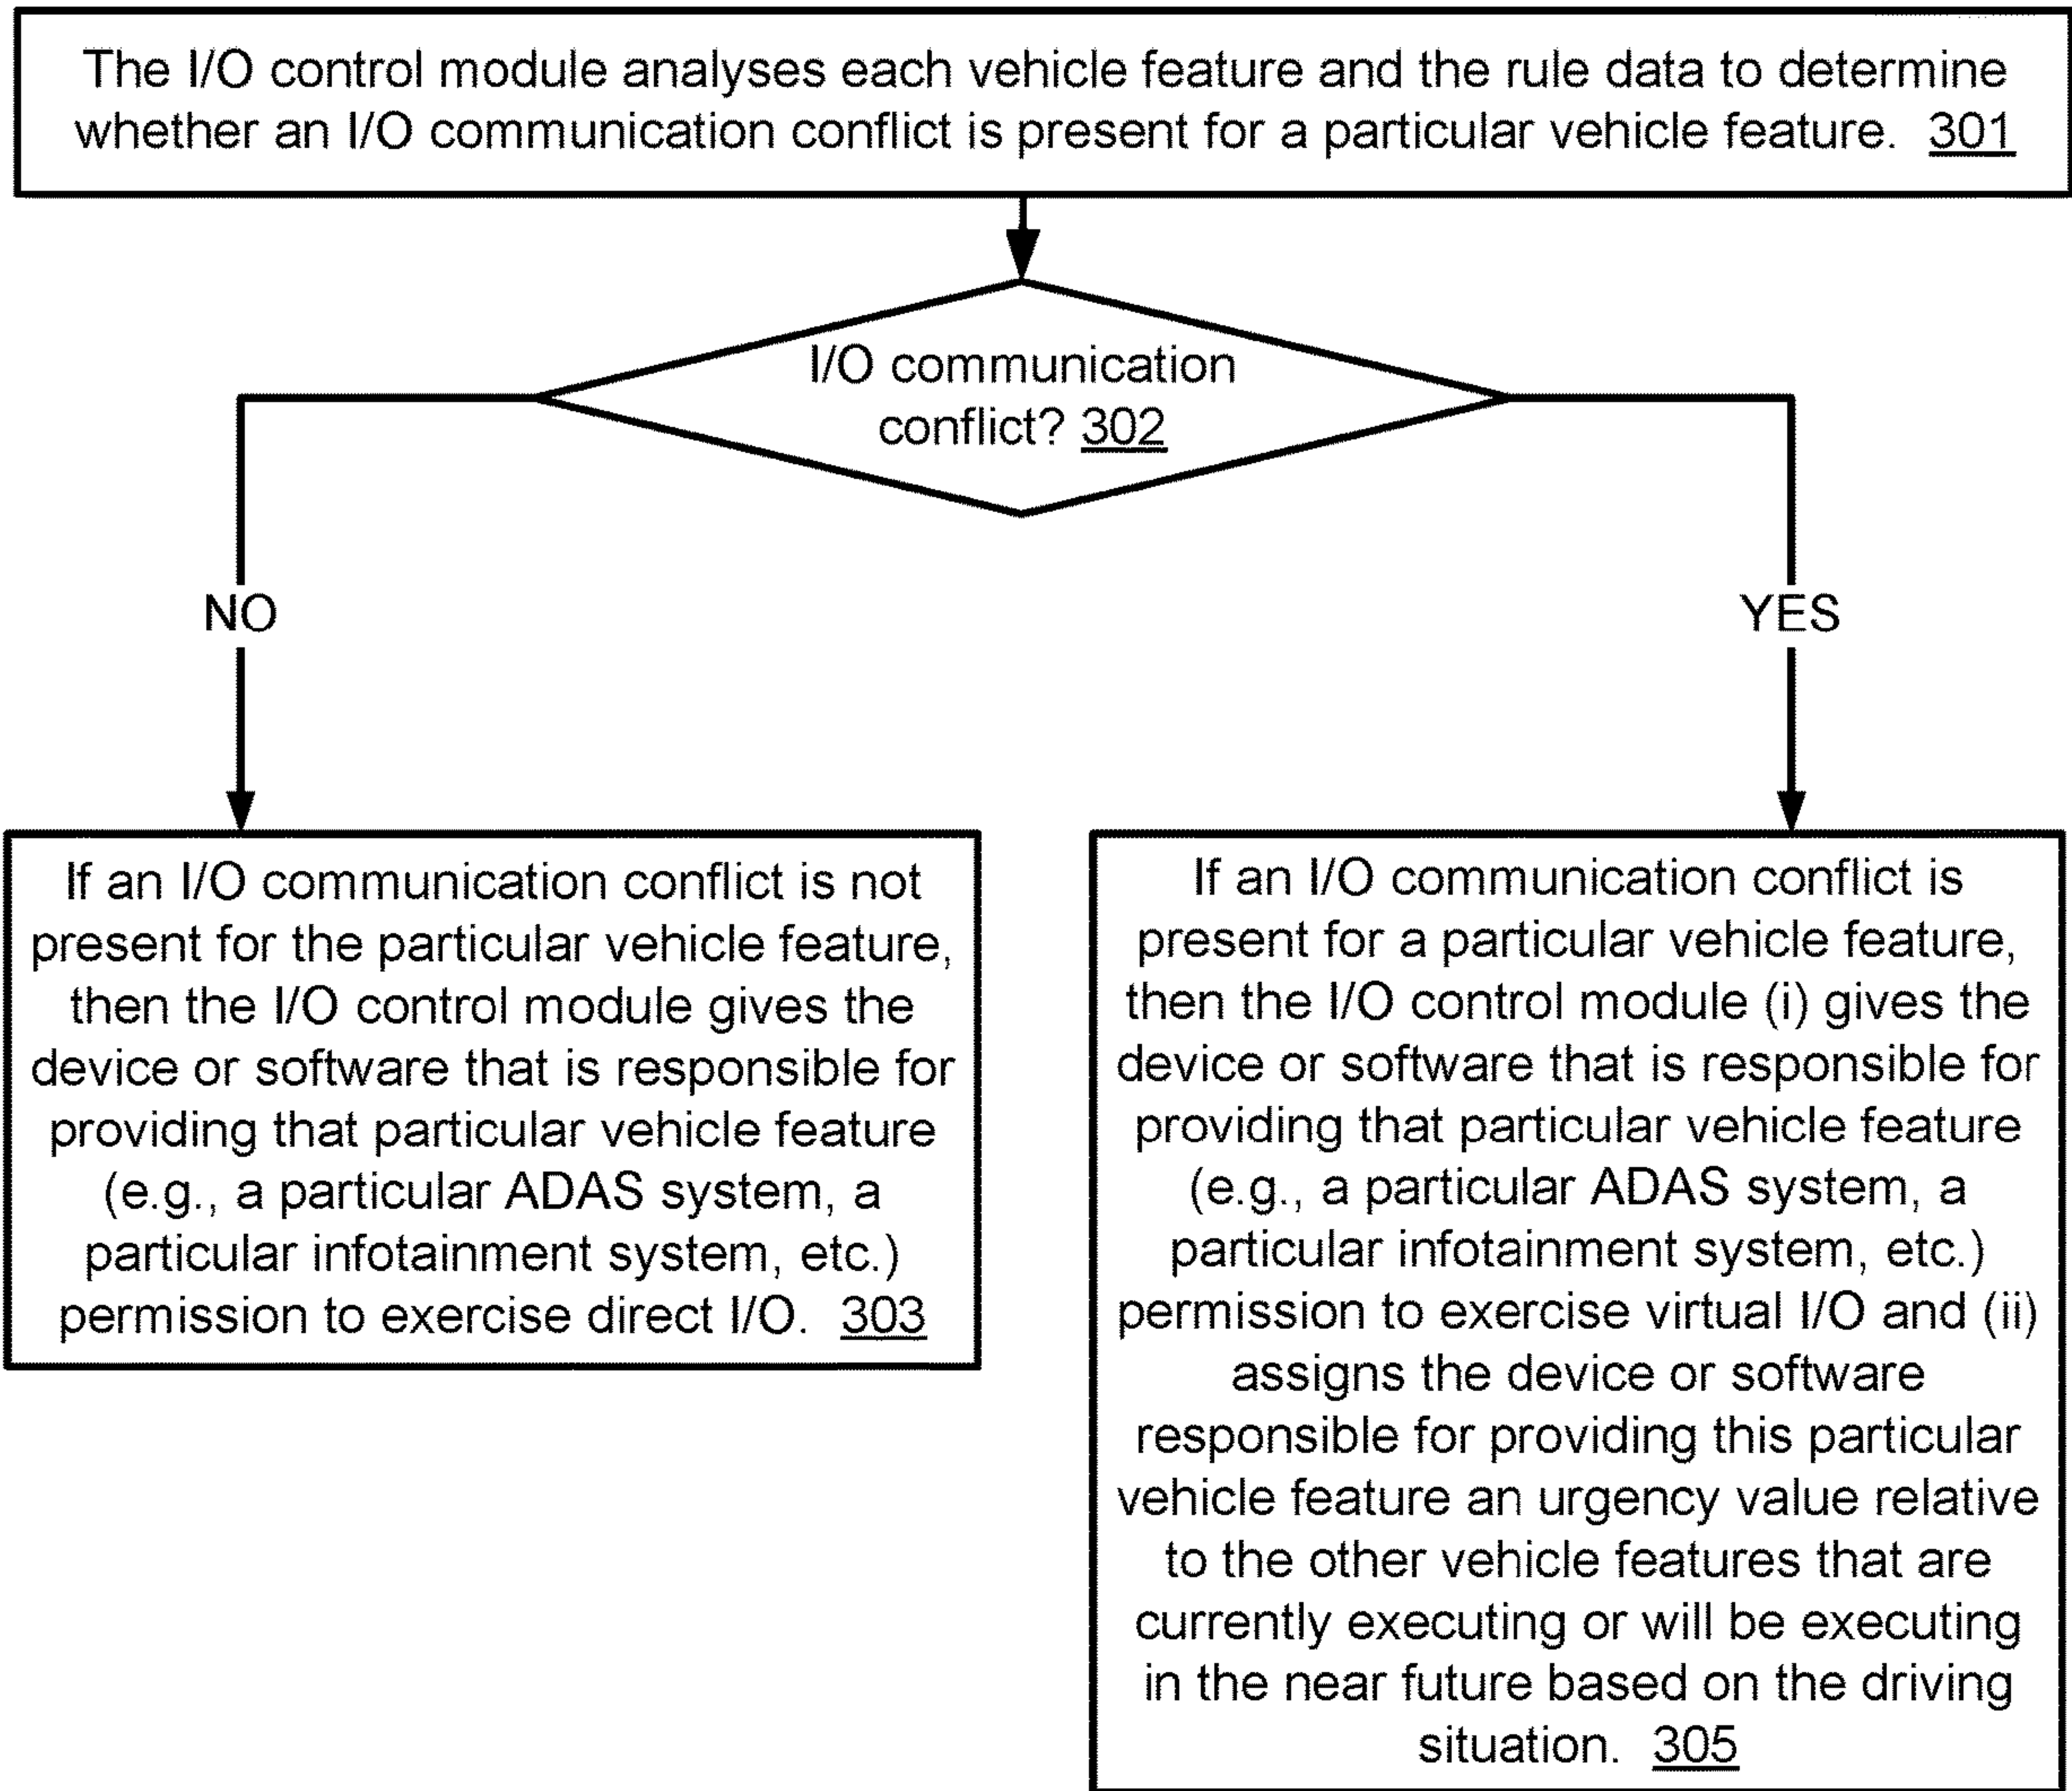 The I/O control module analyses each vehicle feature and the rule data to determine
whether an I/O communication conflict is present for a particular vehicle feature. 301
I/O communication
conflict? 302
NO
YES
If an I/O communication conflict is not
present for the particular vehicle feature,
then the I/O control module gives the
device or software that is responsible for
providing that particular vehicle feature
(e.g., a particular ADAS system, a
particular infotainment system, etc.)
permission to exercise direct I/O. 303
If an I/O communication conflict is
present for a particular vehicle feature,
then the I/O control module (i) gives the
device or software that is responsible for
providing that particular vehicle feature
(e.g., a particular ADAS system, a
particular infotainment system, etc.)
permission to exercise virtual I/O and (ii)
assigns the device or software
responsible for providing this particular
vehicle feature an urgency value relative
to the other vehicle features that are
currently executing or will be executing
in the near future based on the driving
situation. 305